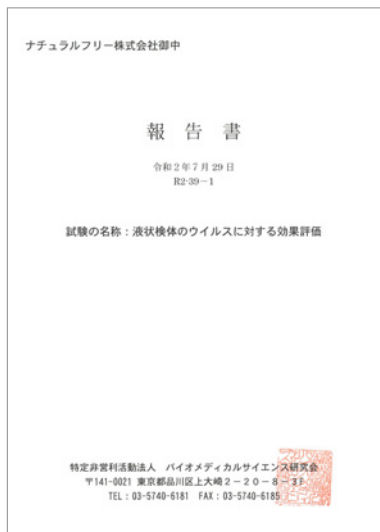 ナチュラルフリー株式会社御中
報 告 書
令和2年7月29日
R2-39-1
試験の名称：液状検体のウイルスに対する効果評価
特定非営利活動法人 バイオメディカルサイエンス研究会
〒141-0021 東京都品川区上大崎2-20-8-3F
TEL：03-5740-6181 FAX：03-5740-6185